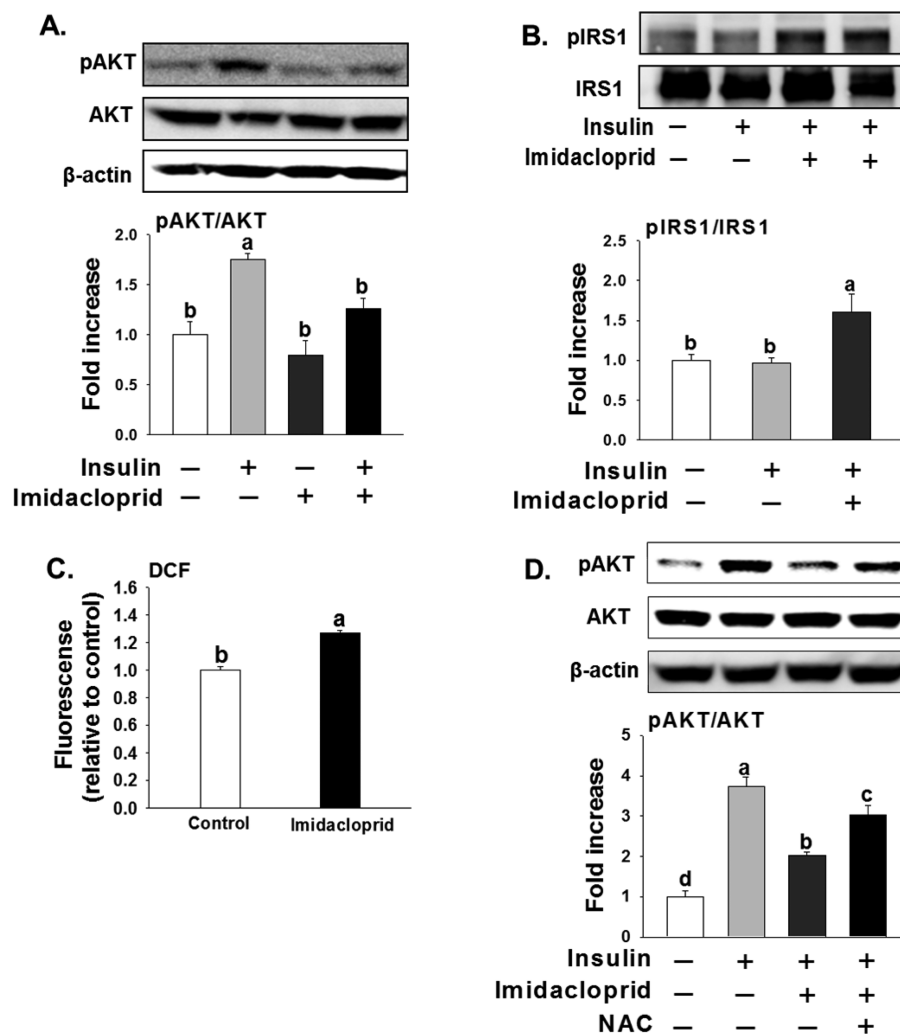 A.
pAKT
AKT
β-actin
pAKT/AKT
Fold increase
2.0
1.5
1.0
0.5
0.0
b
a
b
b
Insulin − + − +
Imidacloprid − − + +
B.
pIRS1
IRS1
Insulin − + + +
Imidacloprid − − + +
pIRS1/IRS1
Fold increase
2.5
2.0
1.5
1.0
0.5
0.0
b
b
a
Insulin − + +
Imidacloprid − − +
C.
DCF
Fluorescense
(relative to control)
1.6
1.4
1.2
1.0
0.8
0.6
0.4
0.2
0.0
b
a
Control Imidacloprid
D.
pAKT
AKT
β-actin
pAKT/AKT
Fold increase
5
4
3
2
1
0
d
a
b
c
Insulin − + + +
Imidacloprid − − + +
NAC − − − +